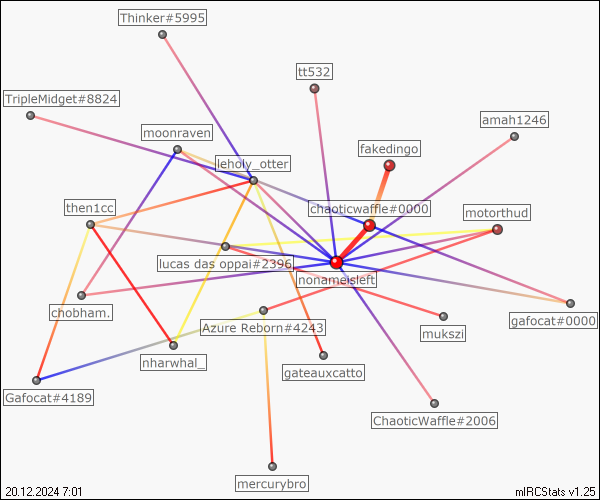 Thinker#5995
tt532
TripleMidget#8824
amah1246
moonraven
fakedingo
leholy_otter
then1cc
chaoticwaffle#0000
motorthud
lucas das oppai#2396
nonameisleft
chobham.
Azure Reborn#4243
gafocat#0000
mukszi
nharwhal_
gateauxcatto
Gafocat#4189
ChaoticWaffle#2006
mercurybro
20.12.2024 7:01
mIRCStats v1.25